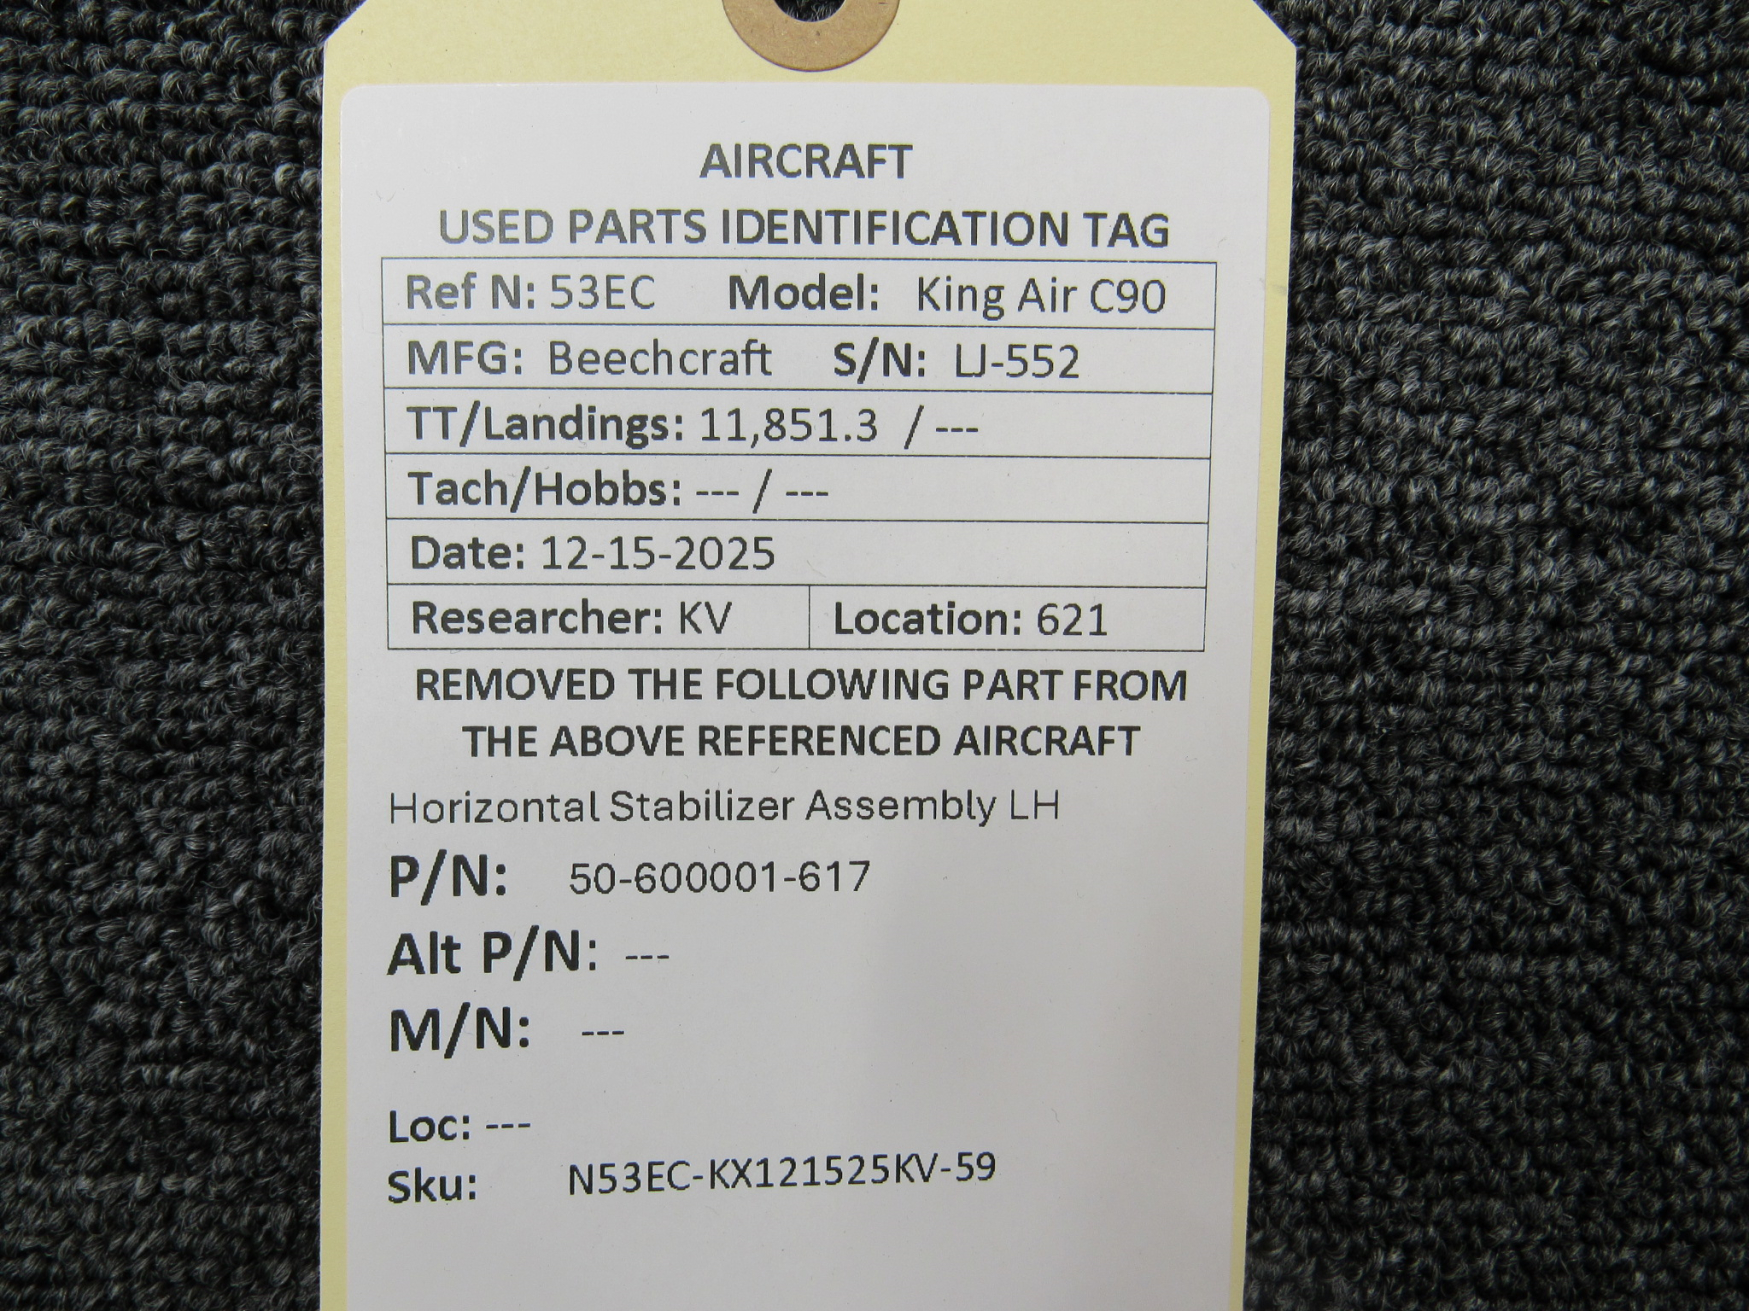 AIRCRAFT
USED PARTS IDENTIFICATION TAG
Ref N: 53EC Model: King Air C90
MFG: Beechcraft S/N: LJ-552
TT/Landings: 11,851.3 / ---
Tach/Hobbs: --- / ---
Date: 12-15-2025
Researcher: KV Location: 621
REMOVED THE FOLLOWING PART FROM
THE ABOVE REFERENCED AIRCRAFT
Horizontal Stabilizer Assembly LH
P/N: 50-600001-617
Alt P/N: ---
M/N: ---
Loc: ---
Sku: N53EC-KX121525KV-59